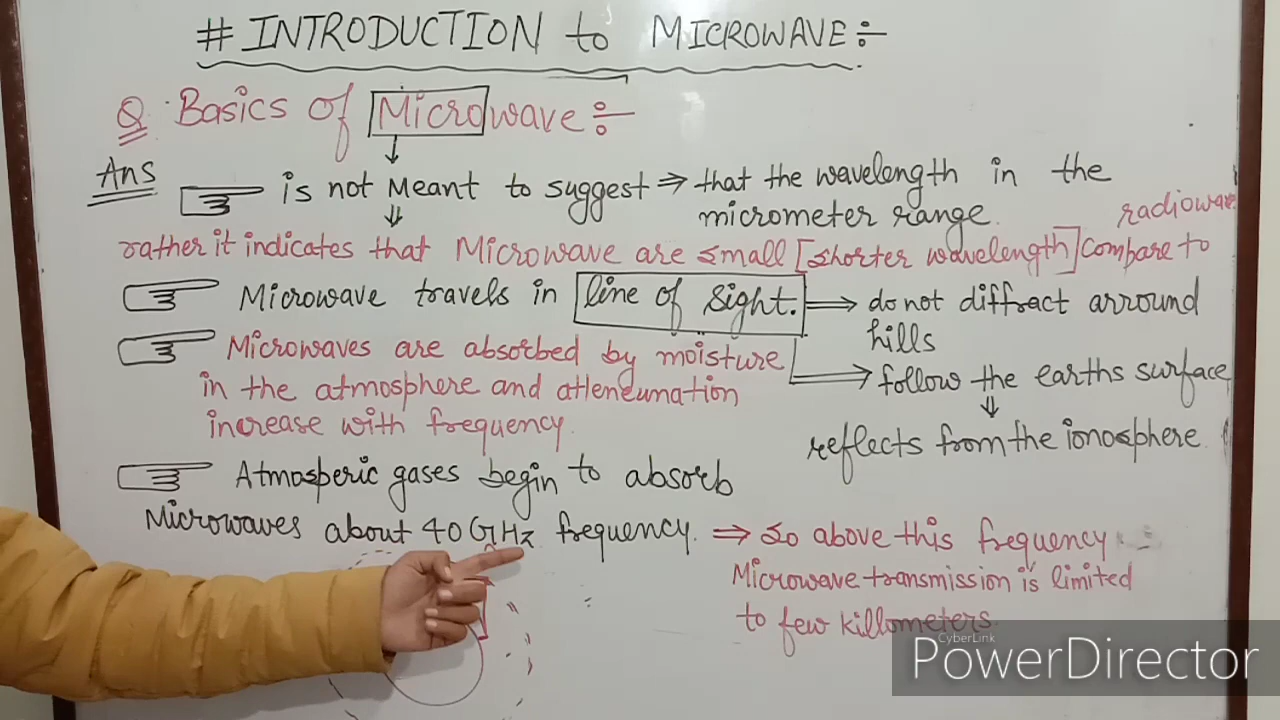 # INTRODUCTION to MICROWAVE÷
Q. Basics of Microwave÷
Ans
is not Meant to suggest ⇒ that the wavelength in the
micrometer range.
rather it indicates that Microwave are small [shorter wavelength] compare to radiowave
Microwave travels in line of sight. ⇒ do not diffract arround
hills
⇒ follow the earths surface
⇓
reflects from the ionosphere
Microwaves are absorbed by moisture
in the atmosphere and atteneumation
increase with frequency.
Atmosperic gases begin to absorb
Microwaves about 40 GHz frequency. ⇒ So above this frequency
Microwave transmission is limited
to few killometers.
CyberLink
PowerDirector